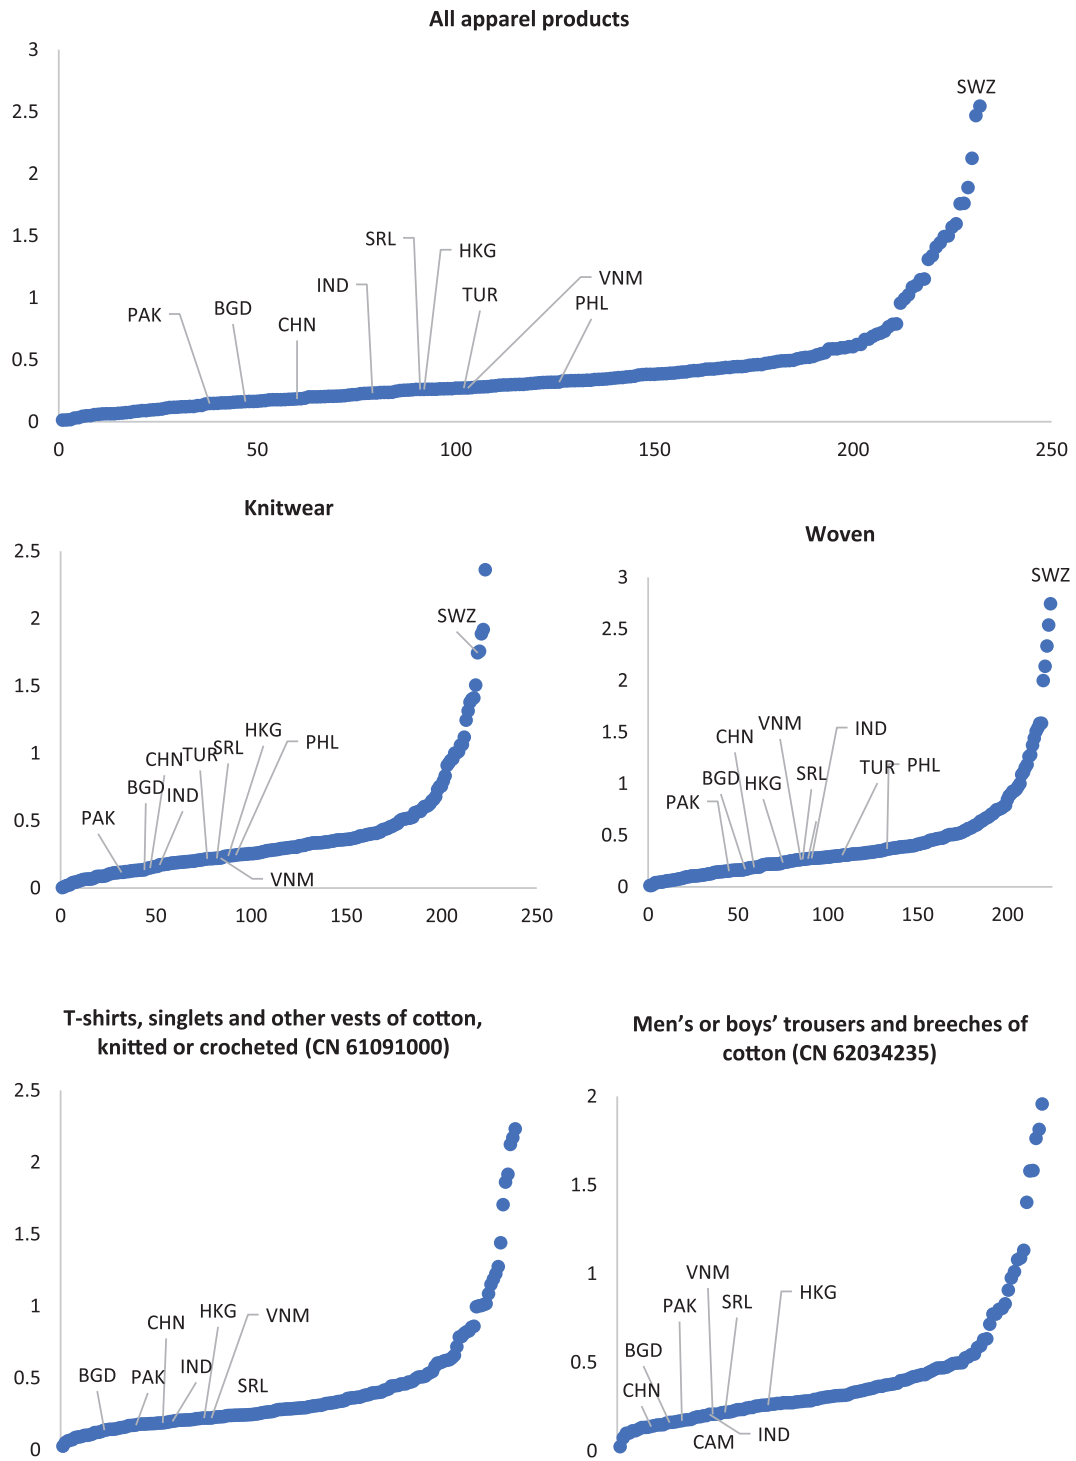 All apparel products
3
2.5
2
1.5
1
0.5
0
SWZ
SRL
HKG
IND
VNM
TUR
PHL
BGD
PAK
CHN
0 50 100 150 200 250
Knitwear
2.5
2
1.5
1
0.5
0
SWZ
HKG
PHL
SRL
TUR
CHN
BGD
IND
PAK
VNM
0 50 100 150 200 250
Woven
3
2.5
2
1.5
1
0.5
0
SWZ
VNM
IND
CHN
SRL
TUR
PHL
BGD
HKG
PAK
0 50 100 150 200
T-shirts, singlets and other vests of cotton,
knitted or crocheted (CN 61091000)
2.5
2
1.5
1
0.5
0
HKG
VNM
CHN
IND
BGD
PAK
SRL
Men's or boys' trousers and breeches of
cotton (CN 62034235)
2
1.5
1
0.5
0
VNM
HKG
SRL
PAK
BGD
CHN
IND
CAM